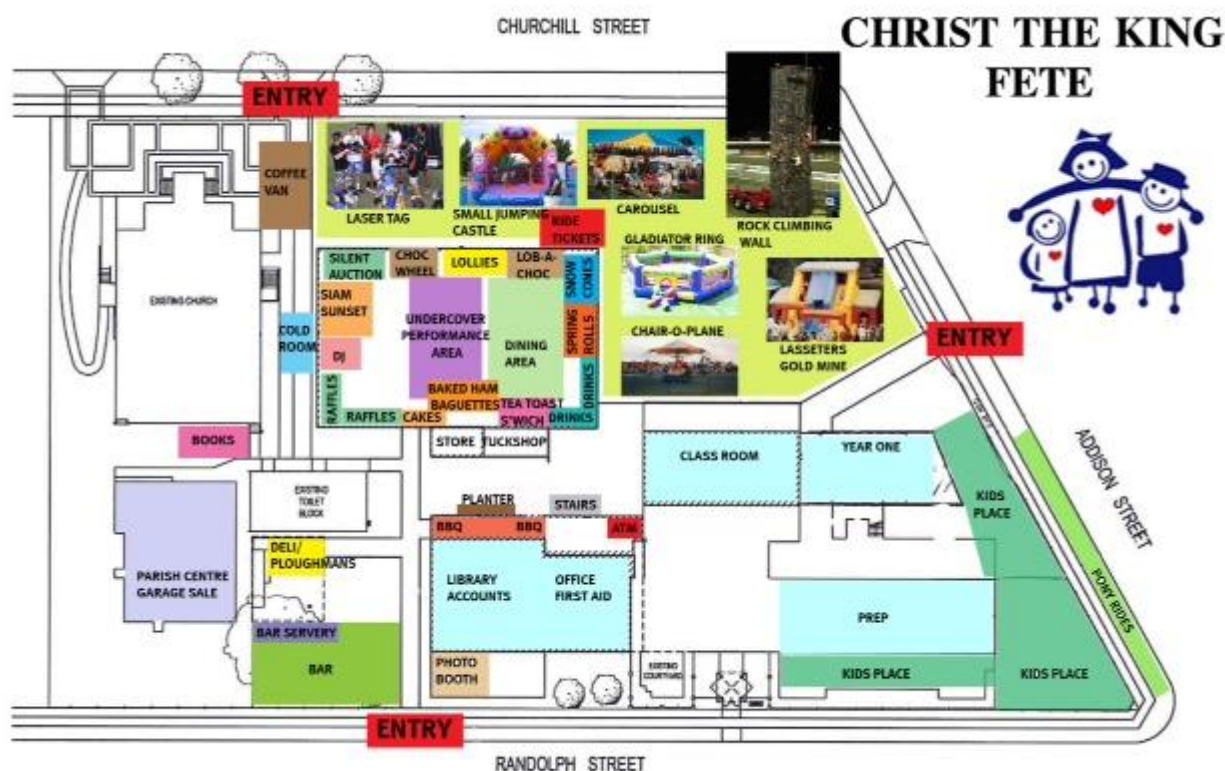 CHURCHILL STREET
CHRIST THE KING
FETE
ENTRY
COFFEE
VAN
LASER TAG
SMALL JUMPING
CASTLE
CAROUSEL
RIDE
TICKETS
ROCK CLIMBING
WALL
GLADIATOR RING
SILENT
AUCTION
CHOC
WHEEL
LOLLIES
LOB-A-
CHOC
SNOW
CONES
EXISTING CHURCH
SIAM
SUNSET
COLD
ROOM
UNDERCOVER
PERFORMANCE
AREA
DINING
AREA
SPRING
ROLLS
CHAIR-O-PLANE
LASSETERS
GOLD MINE
ENTRY
DJ
RAFFLES
RAFFLES
CAKES
BAKED HAM
BAGUETTES
TEA TOAST
S'WICH
DRINKS
DRINKS
BOOKS
STORE
TUCKSHOP
CLASS ROOM
YEAR ONE
ADDISON STREET
EXISTING
TOILET
BLOCK
PLANTER
STAIRS
BBQ
BBQ
ATM
KIDS
PLACE
DELI/
PLOUGHMANS
PARISH CENTRE
GARAGE SALE
LIBRARY
ACCOUNTS
OFFICE
FIRST AID
PREP
PONY RIDES
BAR SERVERY
BAR
PHOTO
BOOTH
EXISTING
COURTYARD
KIDS PLACE
KIDS PLACE
ENTRY
RANDOLPH STREET